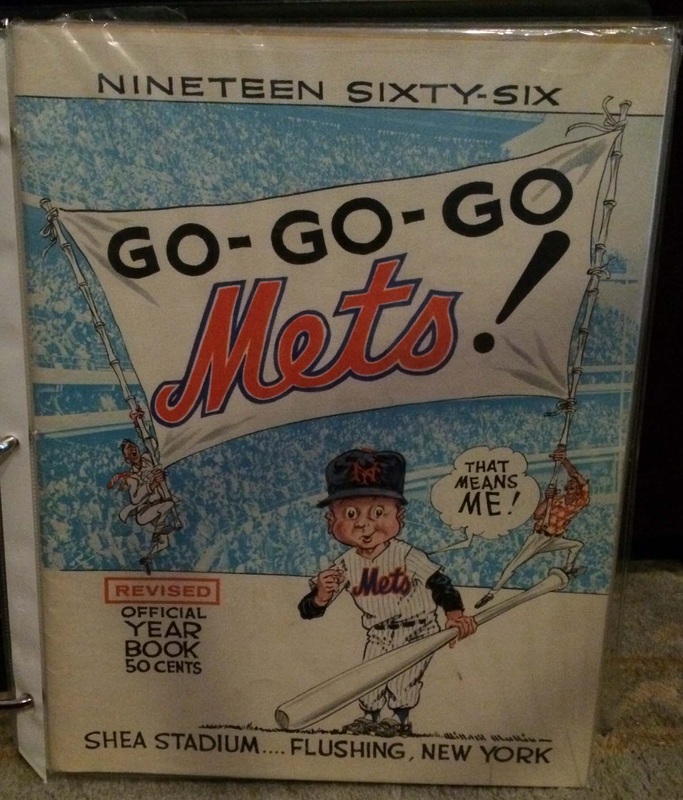 NINETEEN SIXTY-SIX
GO-GO-GO
Mets!
NY
THAT
MEANS
ME!
Mets
REVISED
OFFICIAL
YEAR
BOOK
50 CENTS
SHEA STADIUM.... FLUSHING, NEW YORK